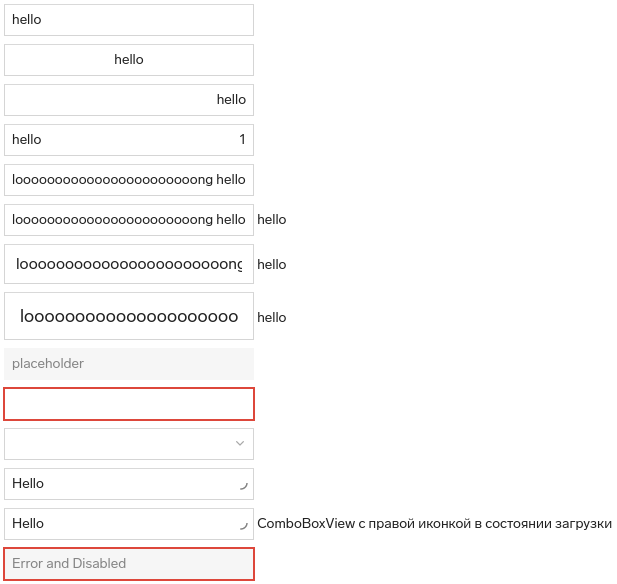 hello
hello
hello
hello 1
looooooooooooooooooooooong hello
looooooooooooooooooooooong hello hello
looooooooooooooooooooooong hello
looooooooooooooooooooo hello
placeholder
Hello
Hello ComboBoxView с правой иконкой в состоянии загрузки
Error and Disabled